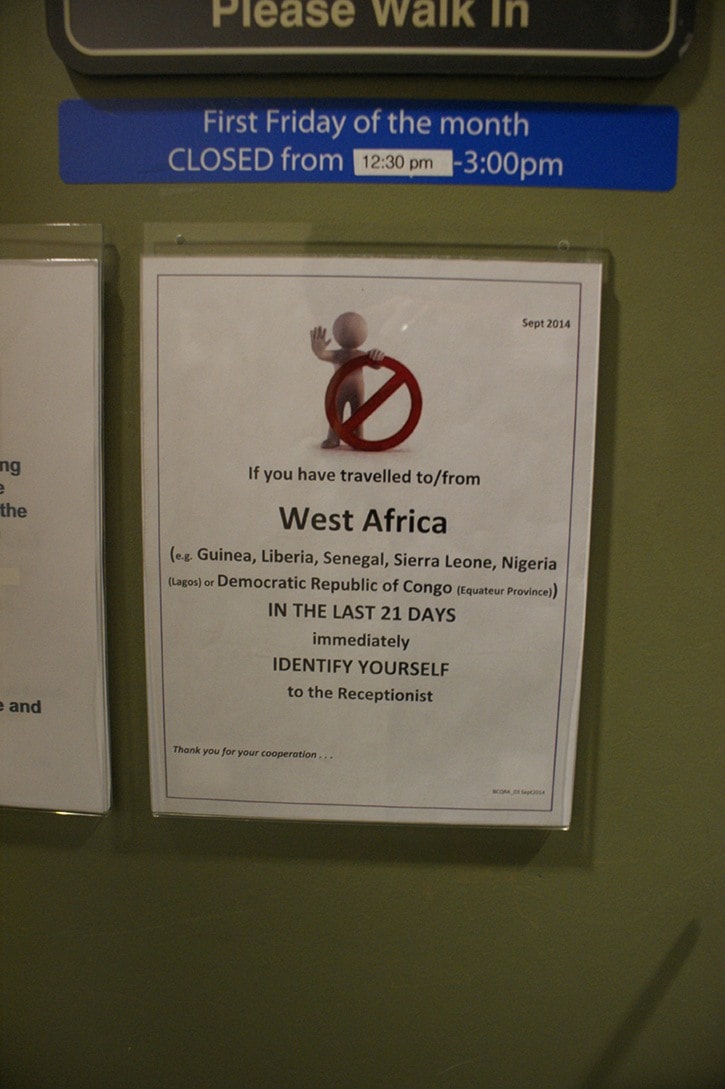 Please Walk In
First Friday of the month
CLOSED from 12:30 pm -3:00pm
Sept 2014
If you have travelled to/from
West Africa
(e.g. Guinea, Liberia, Senegal, Sierra Leone, Nigeria
(Lagos) or Democratic Republic of Congo (Equateur Province))
IN THE LAST 21 DAYS
immediately
IDENTIFY YOURSELF
to the Receptionist
Thank you for your cooperation . . .
ng
e
the
e and